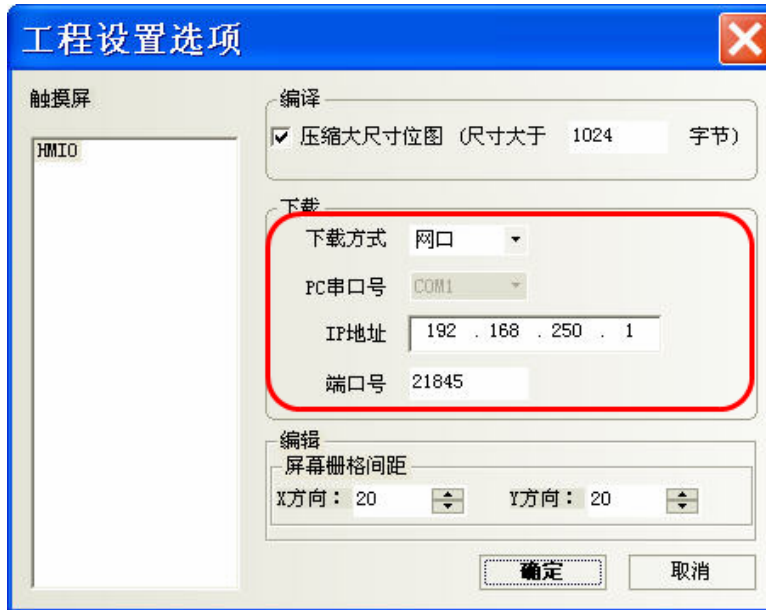 工程设置选项
触摸屏
HMI0
编译
压缩大尺寸位图 (尺寸大于 1024 字节)
下载
下载方式 网口
PC串口号 COM1
IP地址 192 . 168 . 250 . 1
端口号 21845
编辑
屏幕栅格间距
X方向: 20 Y方向: 20
确定 取消